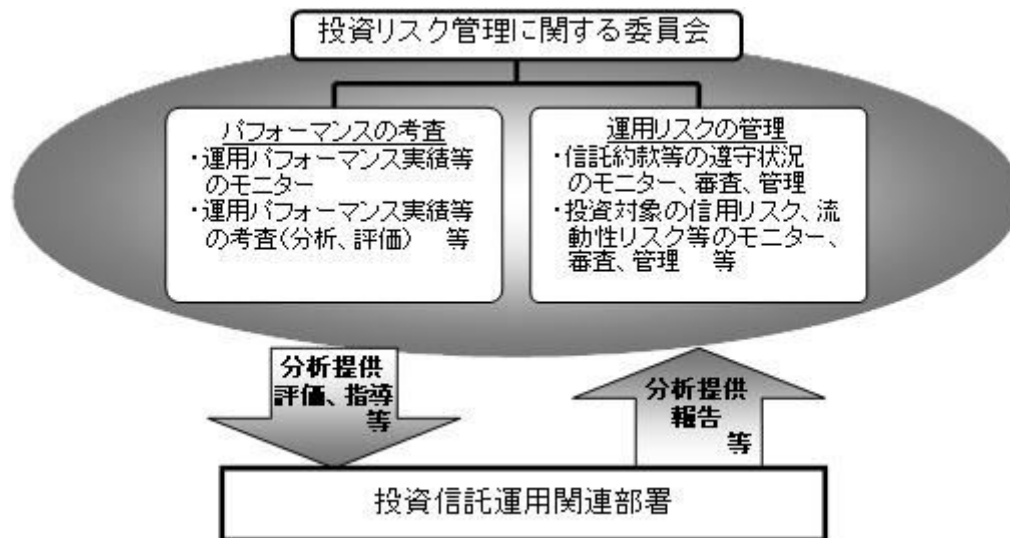 投資リスク管理に関する委員会
パフォーマンスの考査
・運用パフォーマンス実績等
のモニター
・運用パフォーマンス実績等
の考査(分析、評価) 等
運用リスクの管理
・信託約款等の遵守状況
のモニター、審査、管理
・投資対象の信用リスク、流
動性リスク等のモニター、
審査、管理 等
分析提供
評価、指導
等
分析提供
報告
等
投資信託運用関連部署